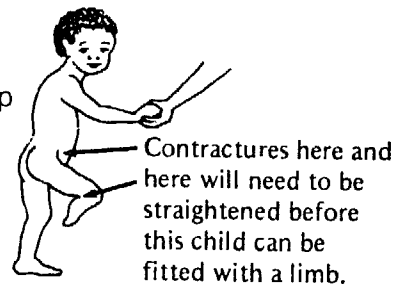 p
Contractures here and
here will need to be
straightened before
this child can be
fitted with a limb.